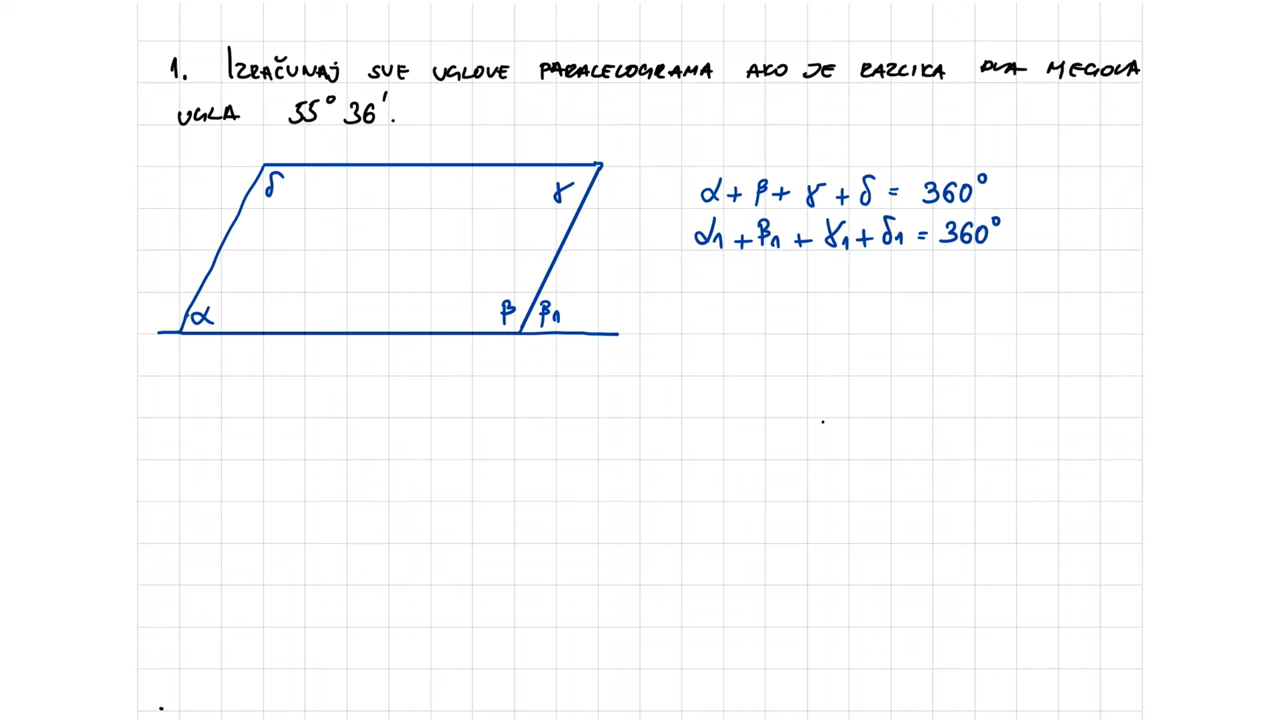 1. IZRAČUNAJ SVE UGLOVE PARALELOGRAMA AKO JE RAZLIKA DVA NEGOVA
UGLA 55° 36'.
δ γ
α β β₁
α + β + γ + δ = 360°
α₁ + β₁ + γ₁ + δ₁ = 360°